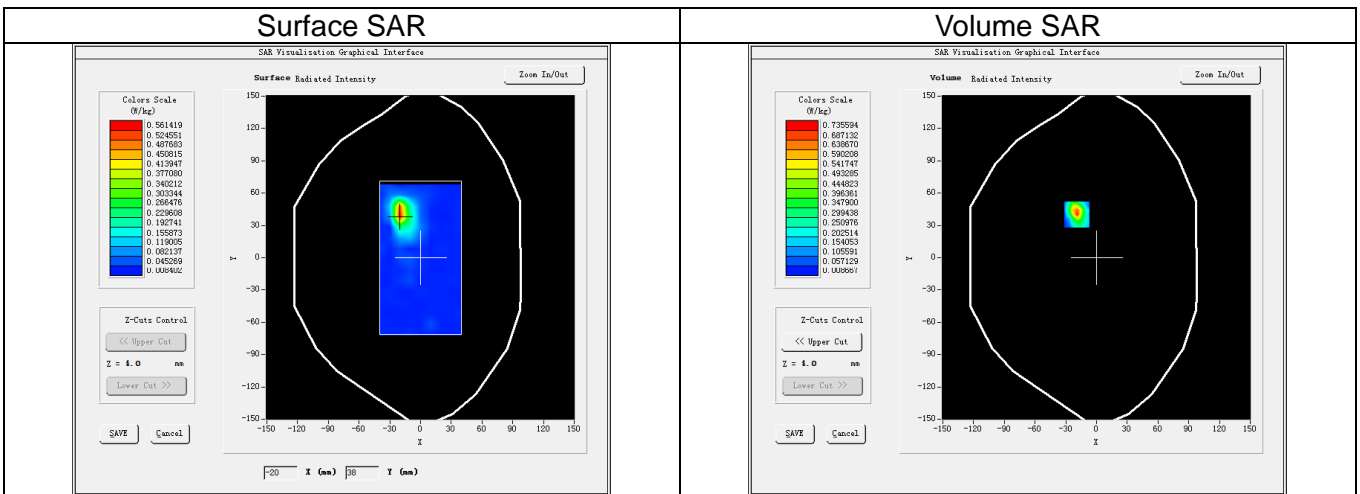 Surface SAR
Volume SAR
SAR Visualisation Graphical Interface
Surface Radiated Intensity
Zoom In/Out
Colors Scale
(W/kg)
0.561419
0.524551
0.487683
0.450815
0.413947
0.377080
0.340212
0.303344
0.266476
0.229608
0.192741
0.155873
0.119005
0.082137
0.045269
0.008402
Z-Cuts Control
<< Upper Cut
Z = 4.0 mm
Lower Cut >>
SAVE
Cancel
150
120
90
60
30
0
-30
-60
-90
-120
-150
Y
-150 -120 -90 -60 -30 0 30 60 90 120 150
X
-20 X (mm) 38 Y (mm)
SAR Visualisation Graphical Interface
Volume Radiated Intensity
Zoom In/Out
Colors Scale
(W/kg)
0.735594
0.687132
0.638670
0.590208
0.541747
0.493285
0.444823
0.396361
0.347900
0.299438
0.250976
0.202514
0.154053
0.105591
0.057129
0.008667
Z-Cuts Control
<< Upper Cut
Z = 4.0 mm
Lower Cut >>
SAVE
Cancel
150
120
90
60
30
0
-30
-60
-90
-120
-150
Y
-150 -120 -90 -60 -30 0 30 60 90 120 150
X